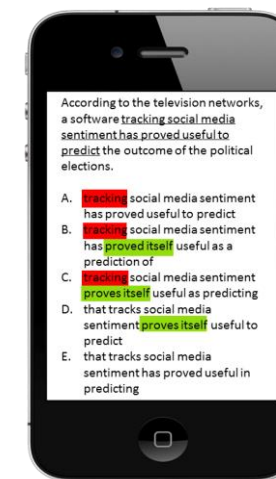 According to the television networks,
a software tracking social media
sentiment has proved useful to
predict the outcome of the political
elections.
A. tracking social media sentiment
has proved useful to predict
B. tracking social media sentiment
has proved itself useful as a
prediction of
C. tracking social media sentiment
proves itself useful as predicting
D. that tracks social media
sentiment proves itself useful to
predict
E. that tracks social media
sentiment has proved useful in
predicting